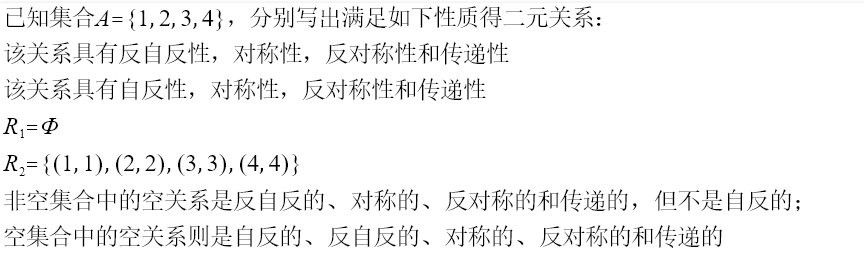 已知集合A={1,2,3,4}，分别写出满足如下性质得二元关系：
该关系具有反自反性，对称性，反对称性和传递性
该关系具有自反性，对称性，反对称性和传递性
R₁=Φ
R₂={(1,1),(2,2),(3,3),(4,4)}
非空集合中的空关系是反自反的、对称的、反对称的和传递的，但不是自反的；
空集合中的空关系则是自反的、反自反的、对称的、反对称的和传递的